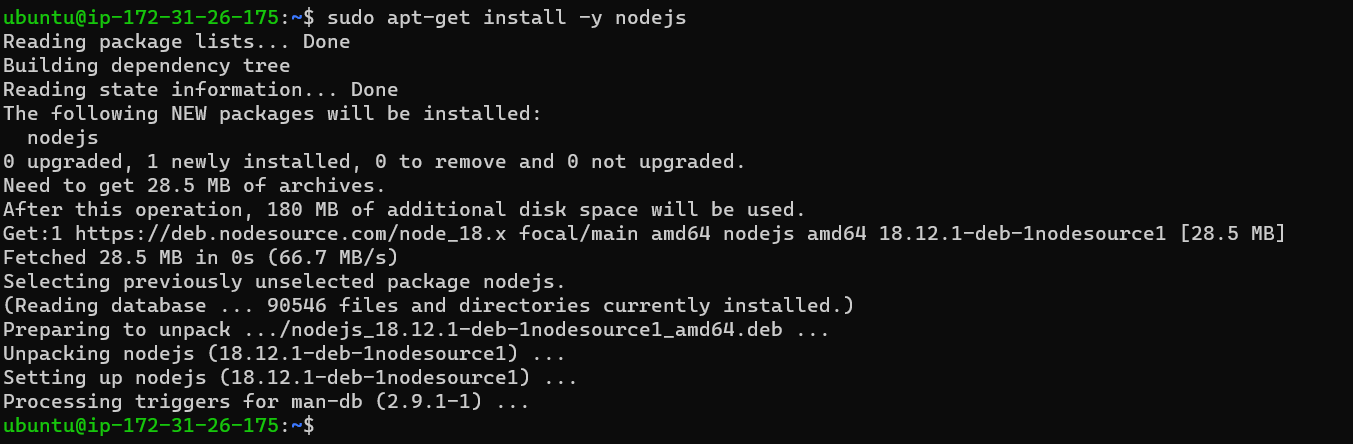 ubuntu@ip-172-31-26-175:~$ sudo apt-get install -y nodejs
Reading package lists... Done
Building dependency tree
Reading state information... Done
The following NEW packages will be installed:
  nodejs
0 upgraded, 1 newly installed, 0 to remove and 0 not upgraded.
Need to get 28.5 MB of archives.
After this operation, 180 MB of additional disk space will be used.
Get:1 https://deb.nodesource.com/node_18.x focal/main amd64 nodejs amd64 18.12.1-deb-1nodesource1 [28.5 MB]
Fetched 28.5 MB in 0s (66.7 MB/s)
Selecting previously unselected package nodejs.
(Reading database ... 90546 files and directories currently installed.)
Preparing to unpack .../nodejs_18.12.1-deb-1nodesource1_amd64.deb ...
Unpacking nodejs (18.12.1-deb-1nodesource1) ...
Setting up nodejs (18.12.1-deb-1nodesource1) ...
Processing triggers for man-db (2.9.1-1) ...
ubuntu@ip-172-31-26-175:~$